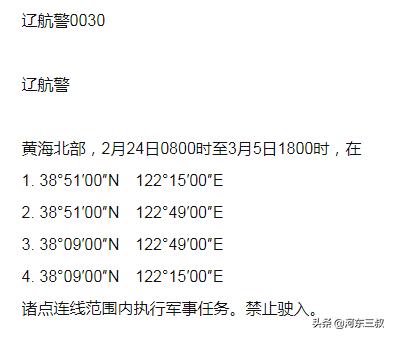 辽航警0030
辽航警
黄海北部，2月24日0800时至3月5日1800时，在
1. 38°51′00″N 122°15′00″E
2. 38°51′00″N 122°49′00″E
3. 38°09′00″N 122°49′00″E
4. 38°09′00″N 122°15′00″E
诸点连线范围内执行军事任务。禁止驶入。
头条 @河东三叔